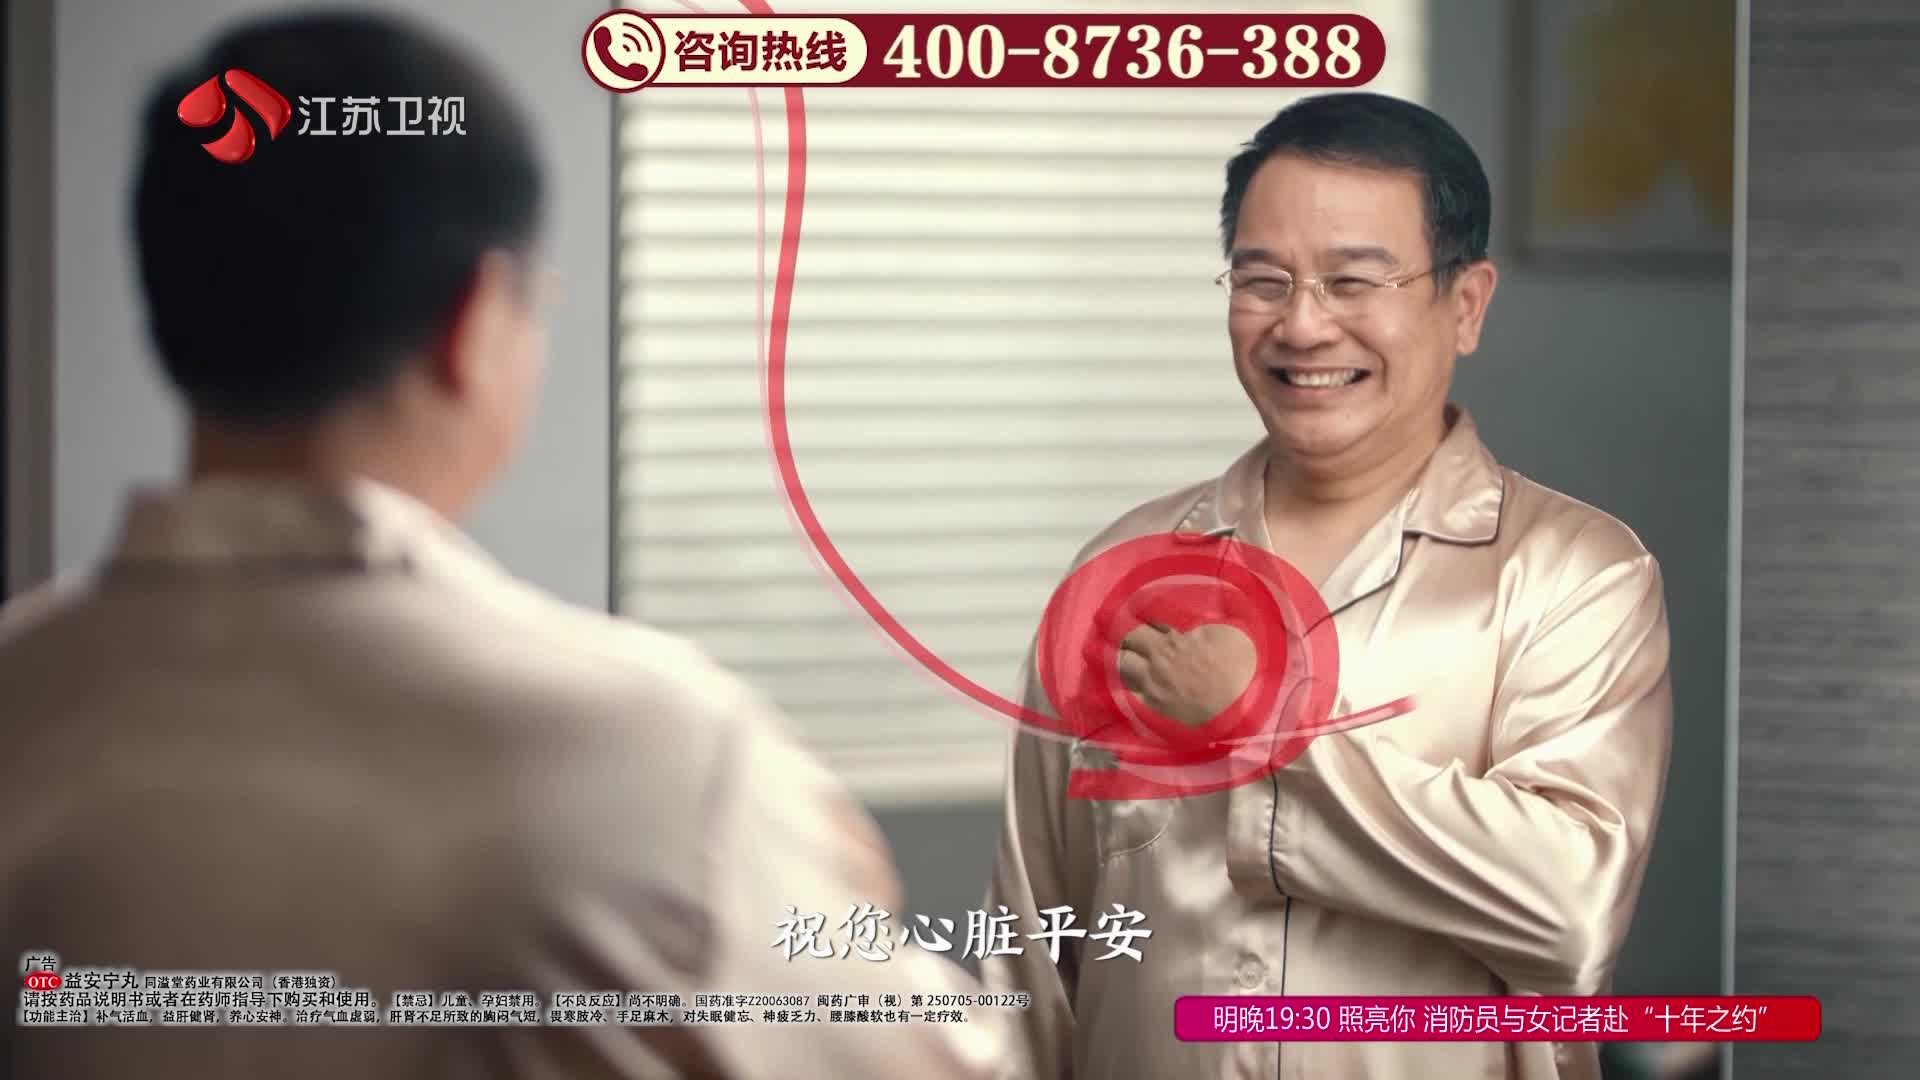 咨询热线 400-8736-388
江苏卫视
祝您心脏平安
广告
OTC 益安宁丸 同溢堂药业有限公司（香港独资）
请按药品说明书或者在药师指导下购买和使用。【禁忌】儿童、孕妇禁用。【不良反应】尚不明确。国药准字Z20063087 闽药广审（视）第250705-00122号
【功能主治】补气活血，益肝健肾，养心安神。治疗气血虚弱，肝肾不足所致的胸闷气短，畏寒肢冷、手足麻木，对失眠健忘、神疲乏力、腰膝酸软也有一定疗效。
明晚19:30 照亮你 消防员与女记者赴“十年之约”